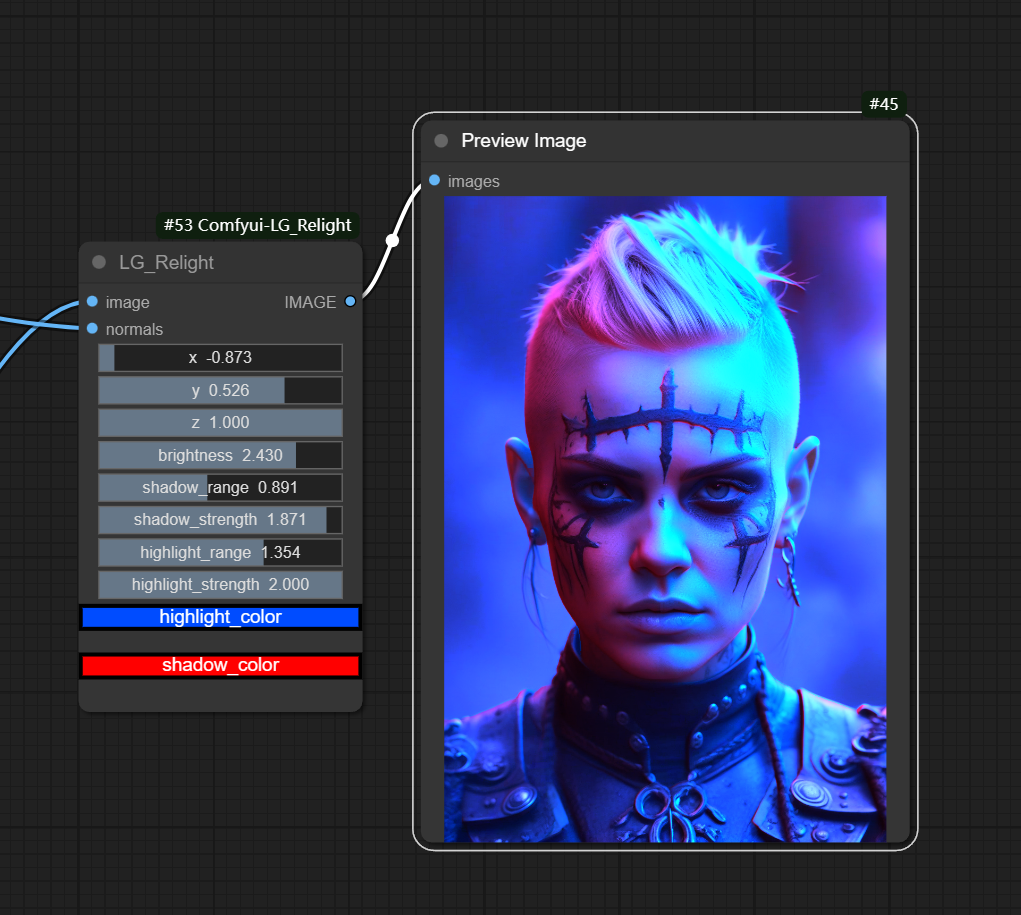 #45
Preview Image
images
#53 Comfyui-LG_Relight
LG_Relight
image IMAGE
normals
x -0.873
y 0.526
z 1.000
brightness 2.430
shadow_range 0.891
shadow_strength 1.871
highlight_range 1.354
highlight_strength 2.000
highlight_color
shadow_color